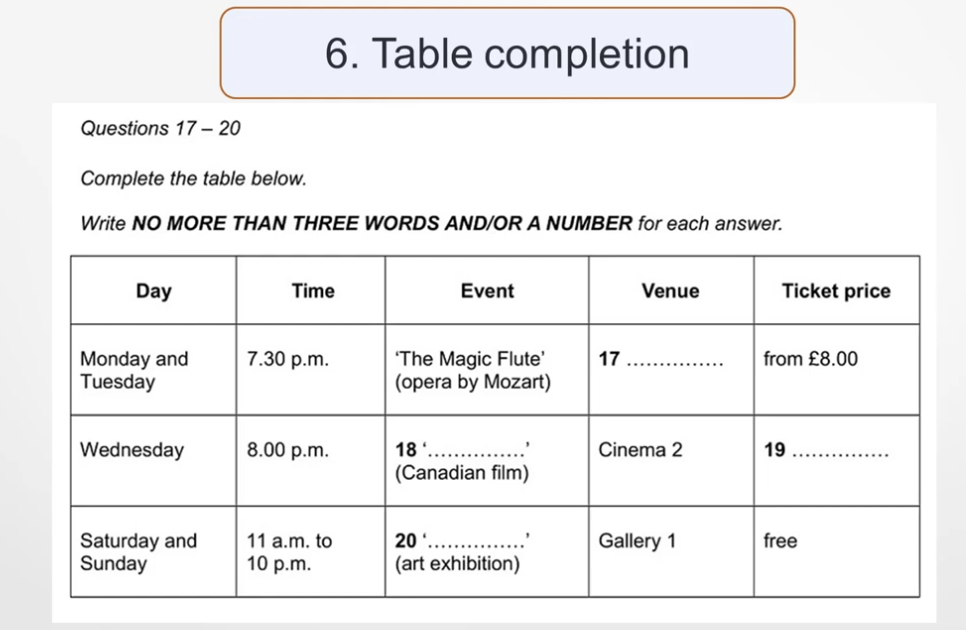 6. Table completion
Questions 17 – 20
Complete the table below.
Write NO MORE THAN THREE WORDS AND/OR A NUMBER for each answer.
Day Time Event Venue Ticket price
Monday and 7.30 p.m. ‘The Magic Flute’ 17 ............... from £8.00
Tuesday (opera by Mozart)
Wednesday 8.00 p.m. 18 ‘...............’ Cinema 2 19 ...............
(Canadian film)
Saturday and 11 a.m. to 20 ‘...............’ Gallery 1 free
Sunday 10 p.m. (art exhibition)